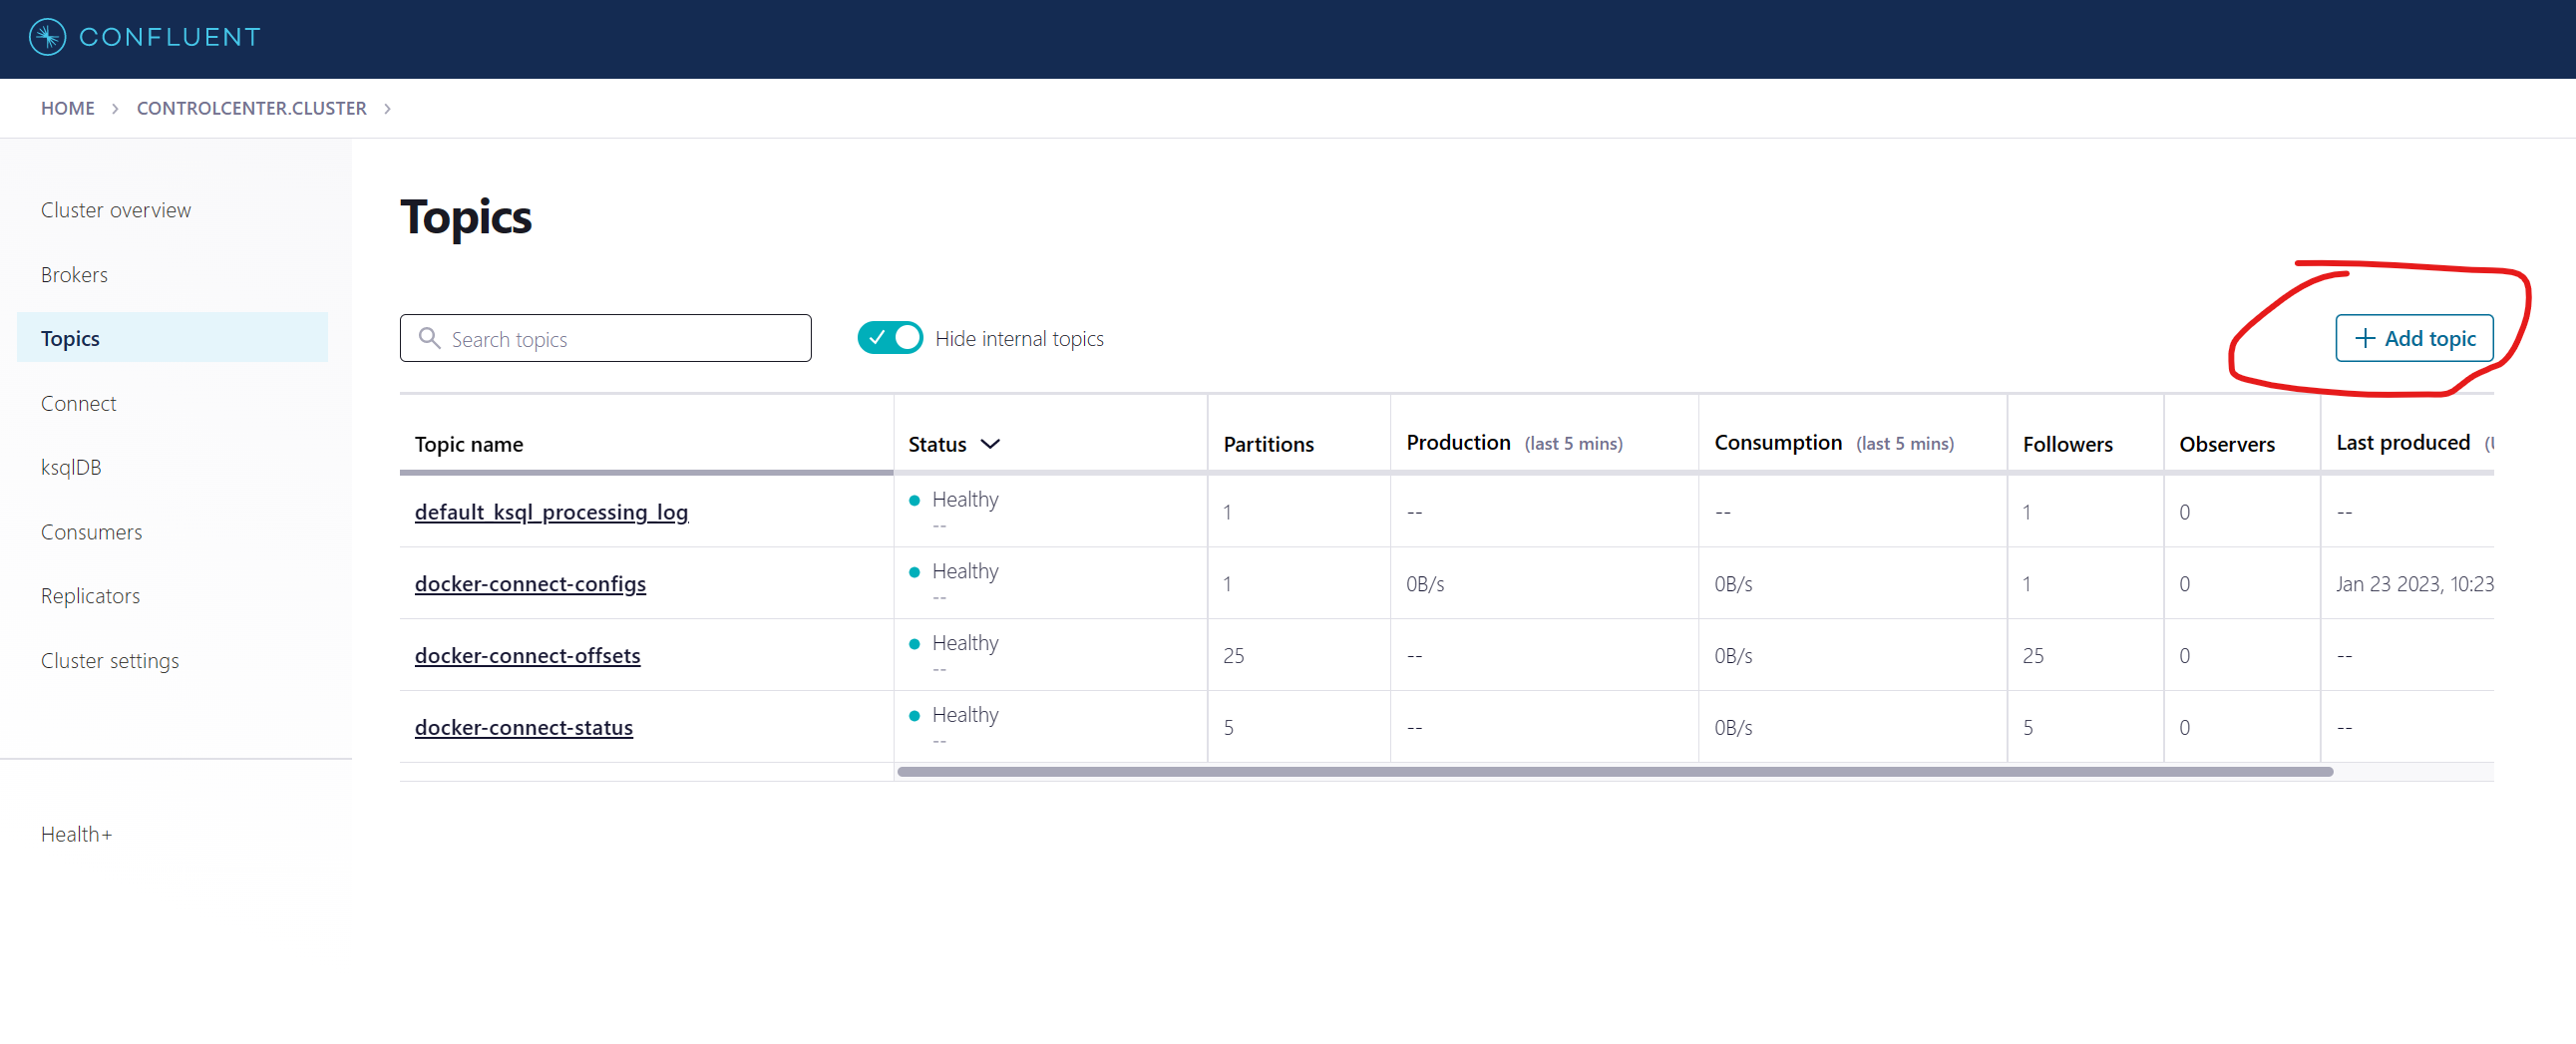 CONFLUENT
HOME > CONTROLCENTER.CLUSTER >
Cluster overview
Brokers
Topics
Connect
ksqlDB
Consumers
Replicators
Cluster settings
Health+
Topics
Search topics
Hide internal topics
+ Add topic
Topic name Status Partitions Production (last 5 mins) Consumption (last 5 mins) Followers Observers Last produced
default_ksql_processing_log Healthy 1 -- -- 1 0 --
--
docker-connect-configs Healthy 1 0B/s 0B/s 1 0 Jan 23 2023, 10:23
--
docker-connect-offsets Healthy 25 -- 0B/s 25 0 --
--
docker-connect-status Healthy 5 -- 0B/s 5 0 --
--